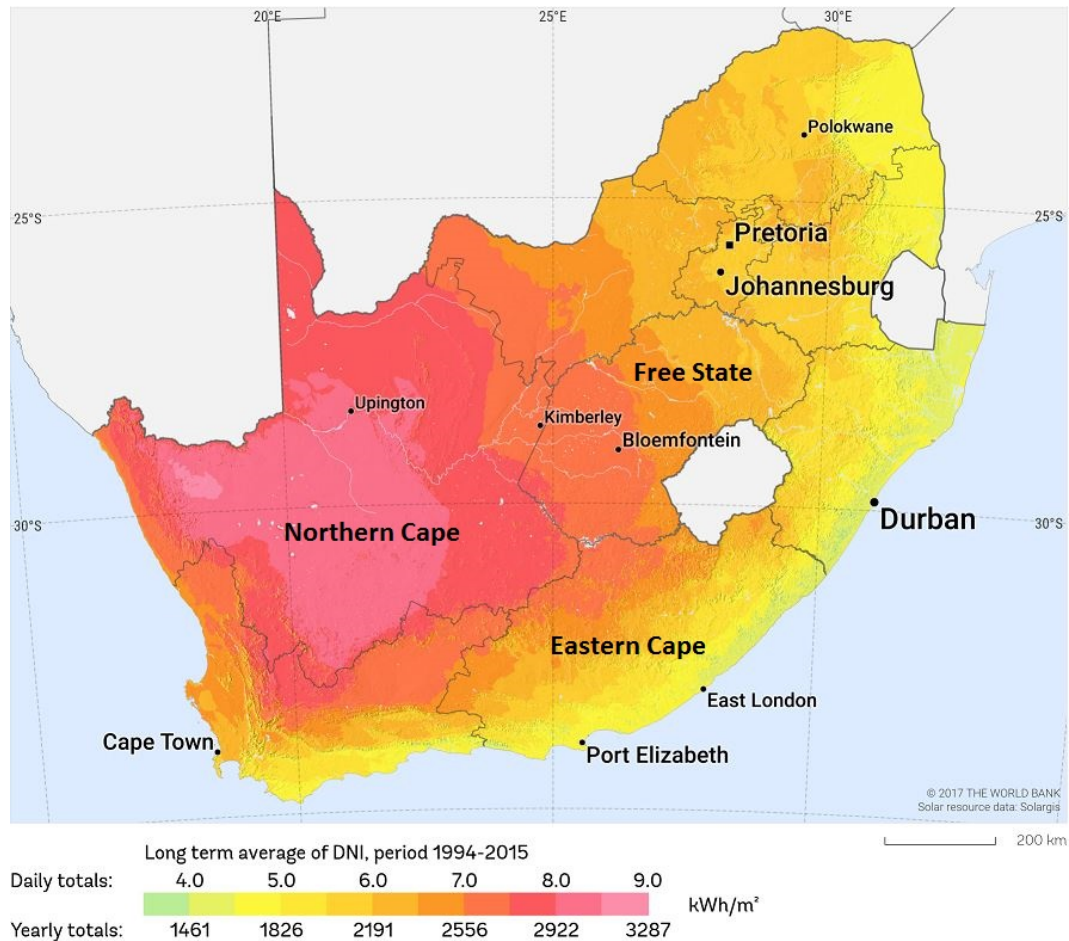 20°E 25°E 30°E
Polokwane
25°S 25°S
Pretoria
Johannesburg
Free State
Upington
Kimberley
Bloemfontein
30°S Northern Cape Durban 30°S
Eastern Cape
East London
Cape Town
Port Elizabeth
© 2017 THE WORLD BANK
Solar resource data: Solargis
200 km
Long term average of DNI, period 1994-2015
Daily totals: 4.0 5.0 6.0 7.0 8.0 9.0
kWh/m²
Yearly totals: 1461 1826 2191 2556 2922 3287